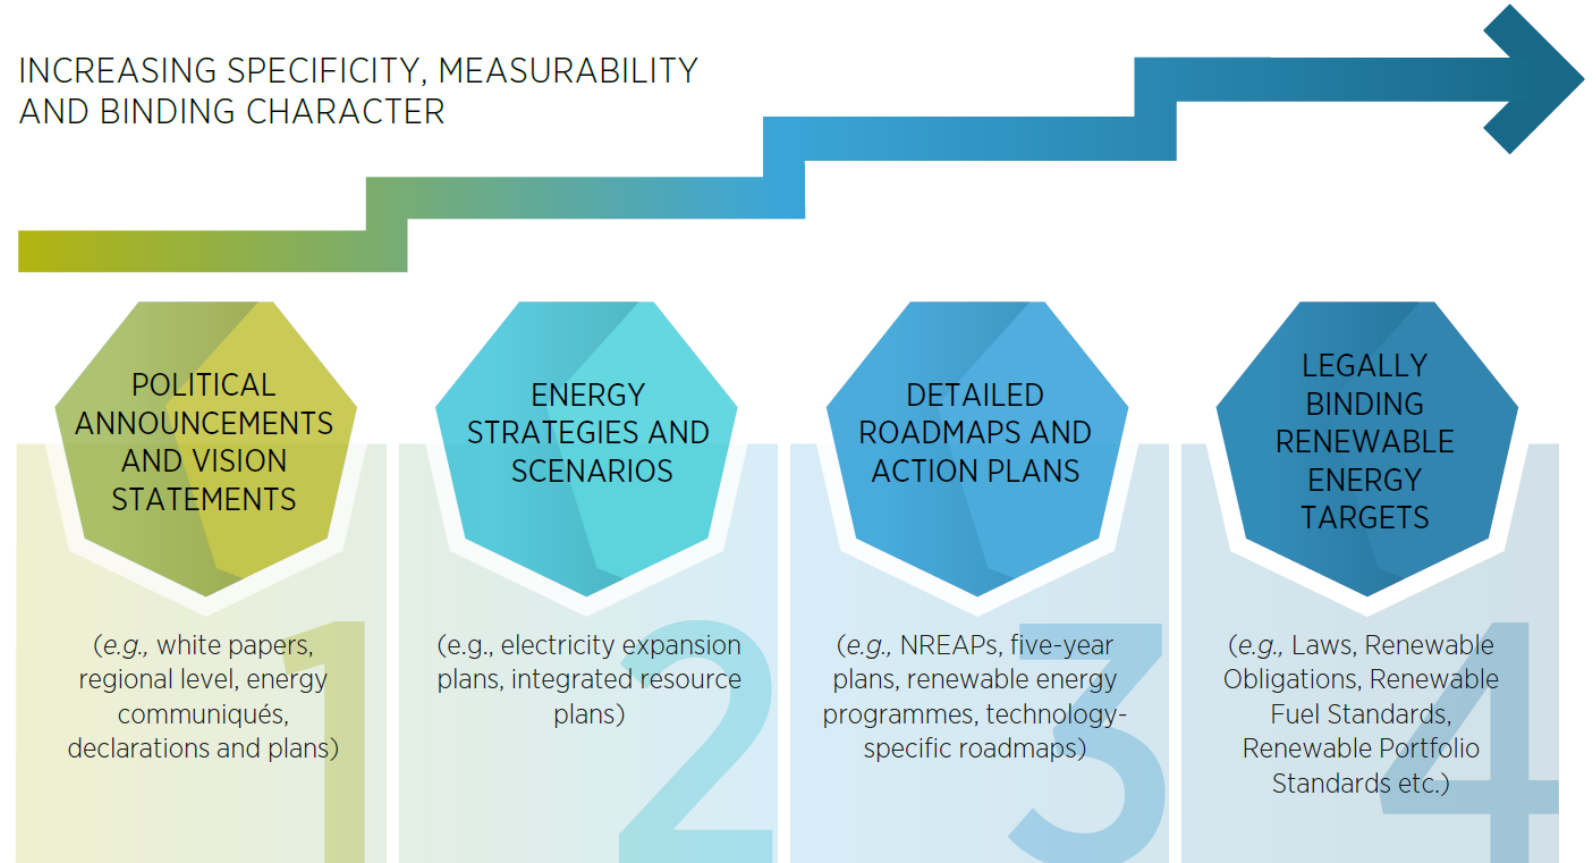 INCREASING SPECIFICITY, MEASURABILITY
AND BINDING CHARACTER
POLITICAL
ANNOUNCEMENTS
AND VISION
STATEMENTS
(e.g., white papers,
regional level, energy
communiqués,
declarations and plans)
1
ENERGY
STRATEGIES AND
SCENARIOS
(e.g., electricity expansion
plans, integrated resource
plans)
2
DETAILED
ROADMAPS AND
ACTION PLANS
(e.g., NREAPs, five-year
plans, renewable energy
programmes, technology-
specific roadmaps)
3
LEGALLY
BINDING
RENEWABLE
ENERGY
TARGETS
(e.g., Laws, Renewable
Obligations, Renewable
Fuel Standards,
Renewable Portfolio
Standards etc.)
4